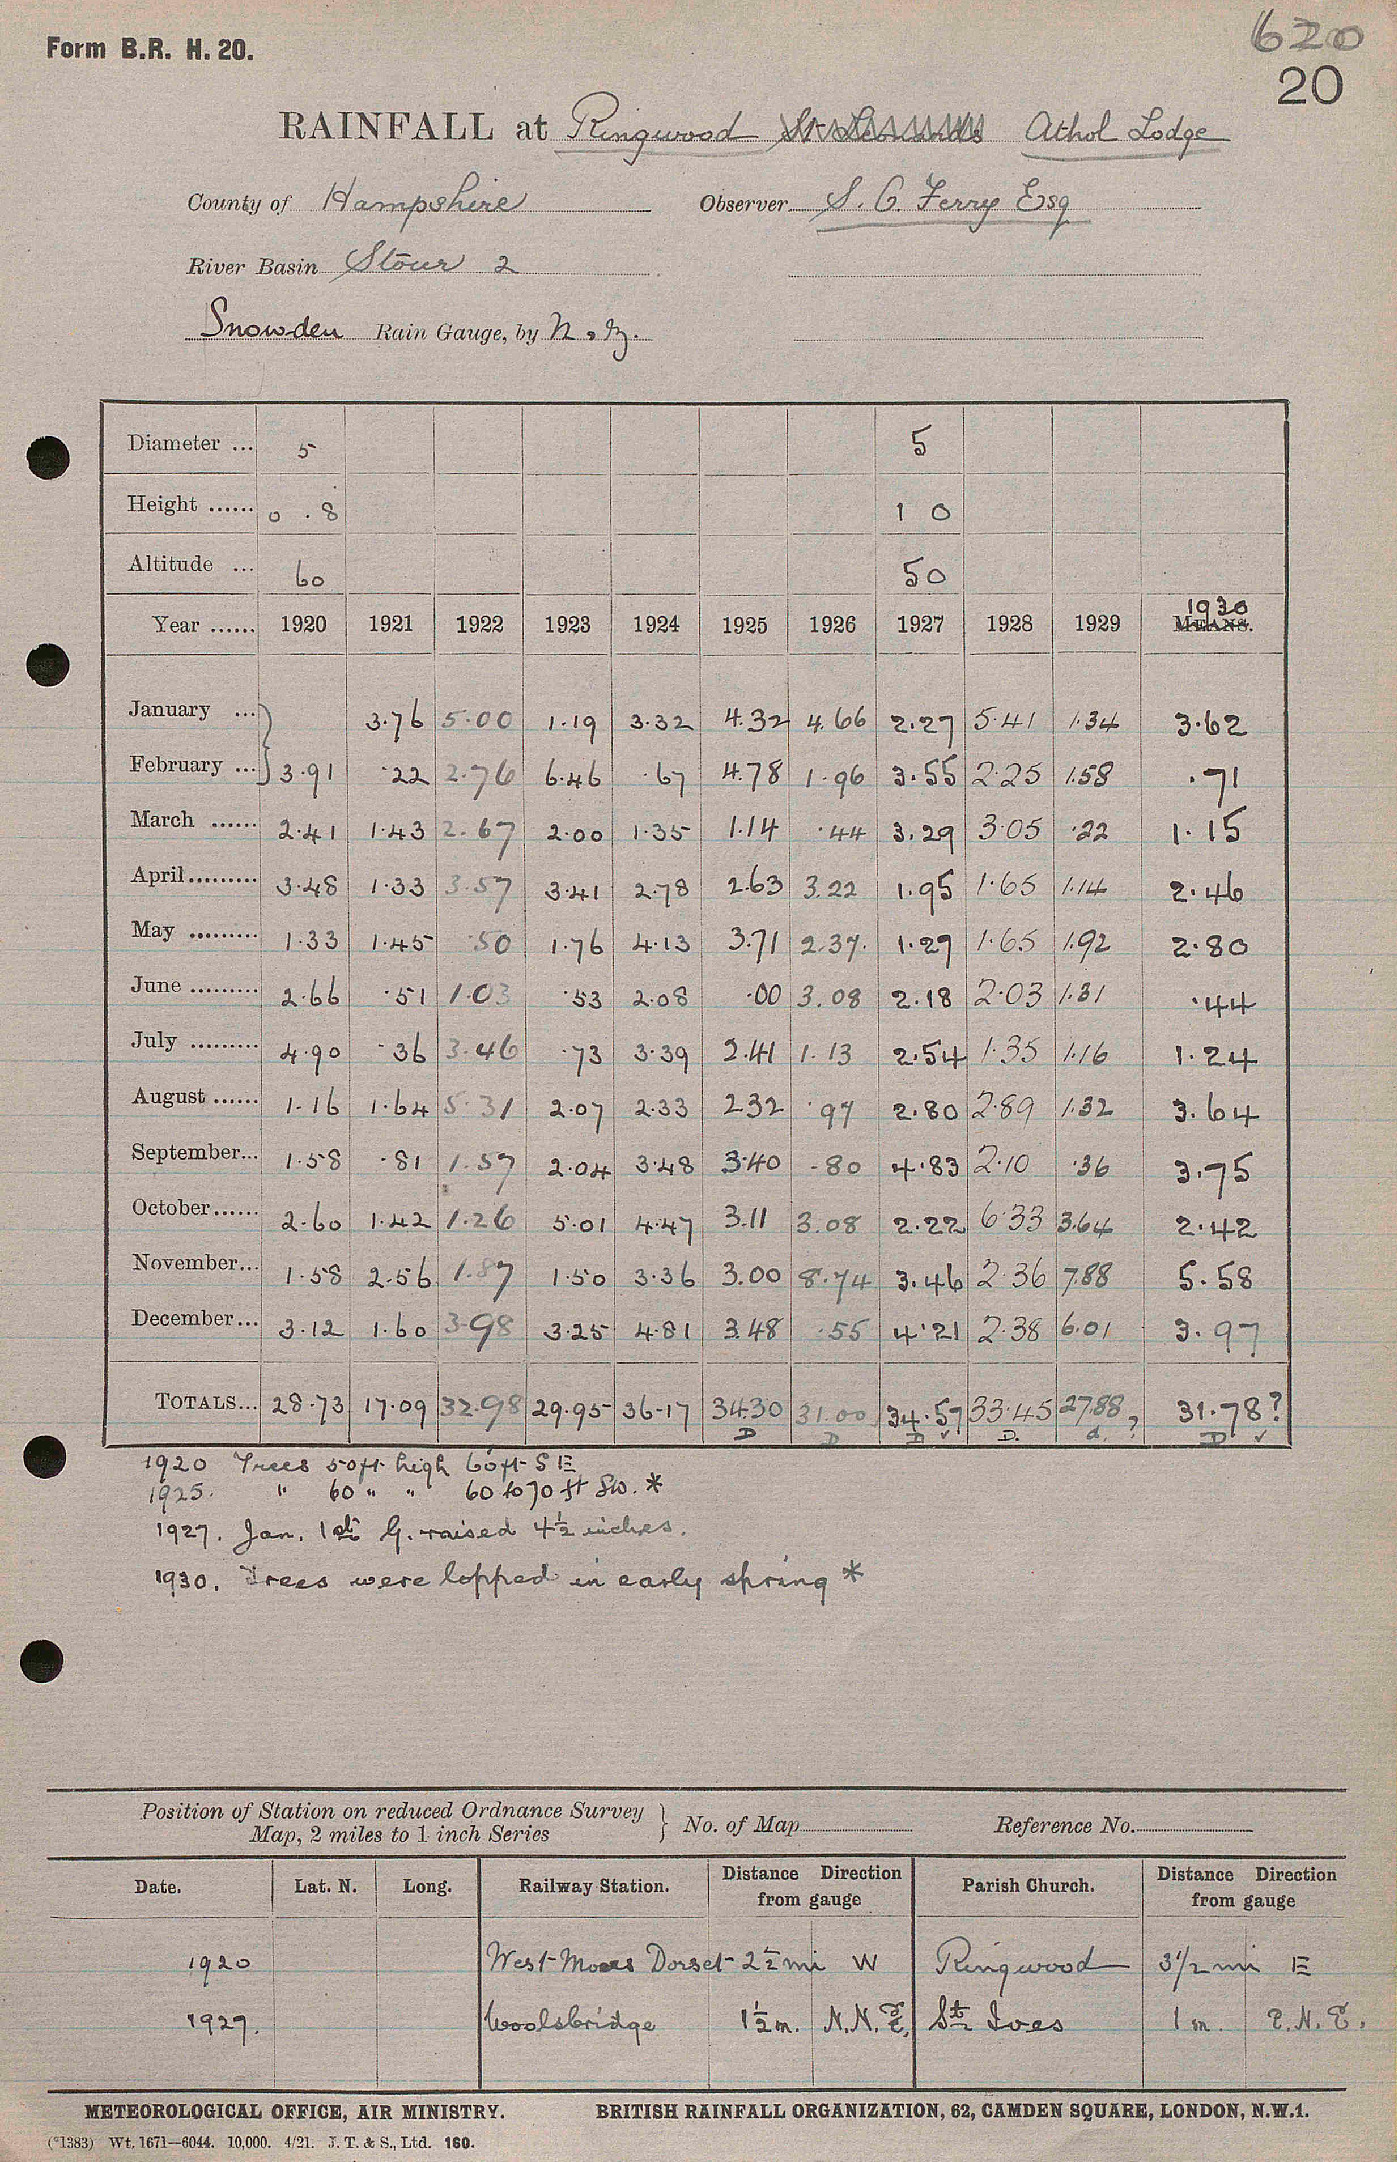 Form B.R. H. 20.
620
20
RAINFALL at Ringwood St Leonards Athol Lodge
County of Hampshire Observer S. G. Ferry Esq
River Basin Stour 2
Snowden Rain Gauge, by N. & Z.
Diameter ... 5 5
Height ...... 0 . 8 1 0
Altitude ... 60 50
Year ...... 1920 1921 1922 1923 1924 1925 1926 1927 1928 1929 1930 MEANS.
January ... 3.76 5.00 1.19 3.32 4.32 4.66 2.27 5.41 1.34 3.62
February ... 3.91 .22 2.76 6.46 .67 4.78 1.96 3.55 2.25 1.58 .71
March ...... 2.41 1.43 2.67 2.00 1.35 1.14 .44 3.29 3.05 .22 1.15
April ......... 3.48 1.33 3.57 3.41 2.78 2.63 3.22 1.95 1.65 1.14 2.46
May ......... 1.33 1.45 .50 1.76 4.13 3.71 2.37 1.27 1.65 1.92 2.80
June ......... 2.66 .51 1.03 .53 2.08 .00 3.08 2.18 2.03 1.31 .44
July ......... 4.90 .36 3.46 .73 3.39 2.41 1.13 2.54 1.35 1.16 1.24
August ...... 1.16 1.64 5.31 2.07 2.33 2.32 .97 2.80 2.89 1.32 3.64
September... 1.58 .81 1.57 2.04 3.48 3.40 .80 4.83 2.10 .36 3.75
October ...... 2.60 1.42 1.26 5.01 4.47 3.11 3.08 2.22 6.33 3.64 2.42
November... 1.58 2.56 1.87 1.50 3.36 3.00 8.74 3.46 2.36 7.88 5.58
December... 3.12 1.60 3.98 3.25 4.81 3.48 .55 4.21 2.38 6.01 3.97
TOTALS... 28.73 17.09 32.98 29.95 36.17 34.30 31.00 34.57 33.45 27.88 ? 31.78 ?
D D D ✓ D. d. D ✓
1920 Trees 50ft high 60ft S E
1925. " 60 " " 60 to 70 ft SW. *
1927. Jan. 1st G. raised 4½ inches.
1930. Trees were lopped in early spring *
Position of Station on reduced Ordnance Survey Map, 2 miles to 1 inch Series } No. of Map Reference No.
Date. Lat. N. Long. Railway Station. Distance Direction from gauge Parish Church. Distance Direction from gauge
1920 West Moors Dorset 2½ mi W Ringwood 3½ mi E
1927. Woolsbridge 1½ m. N.N.E. St Ives 1 m. E.N.E.
METEOROLOGICAL OFFICE, AIR MINISTRY. BRITISH RAINFALL ORGANIZATION, 62, CAMDEN SQUARE, LONDON, N.W.1.
(*1383) Wt. 1671—6044. 10,000. 4/21. J. T. & S., Ltd. 160.